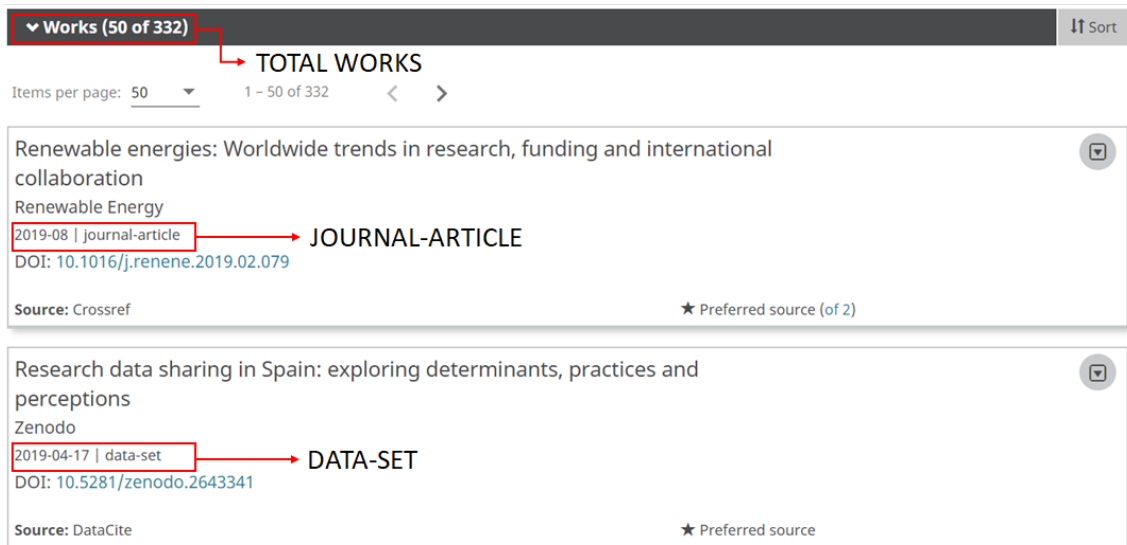 Works (50 of 332)
Sort
TOTAL WORKS
Items per page: 50 1 – 50 of 332
Renewable energies: Worldwide trends in research, funding and international
collaboration
Renewable Energy
2019-08 | journal-article
JOURNAL-ARTICLE
DOI: 10.1016/j.renene.2019.02.079
Source: Crossref
★ Preferred source (of 2)
Research data sharing in Spain: exploring determinants, practices and
perceptions
Zenodo
2019-04-17 | data-set
DATA-SET
DOI: 10.5281/zenodo.2643341
Source: DataCite
★ Preferred source